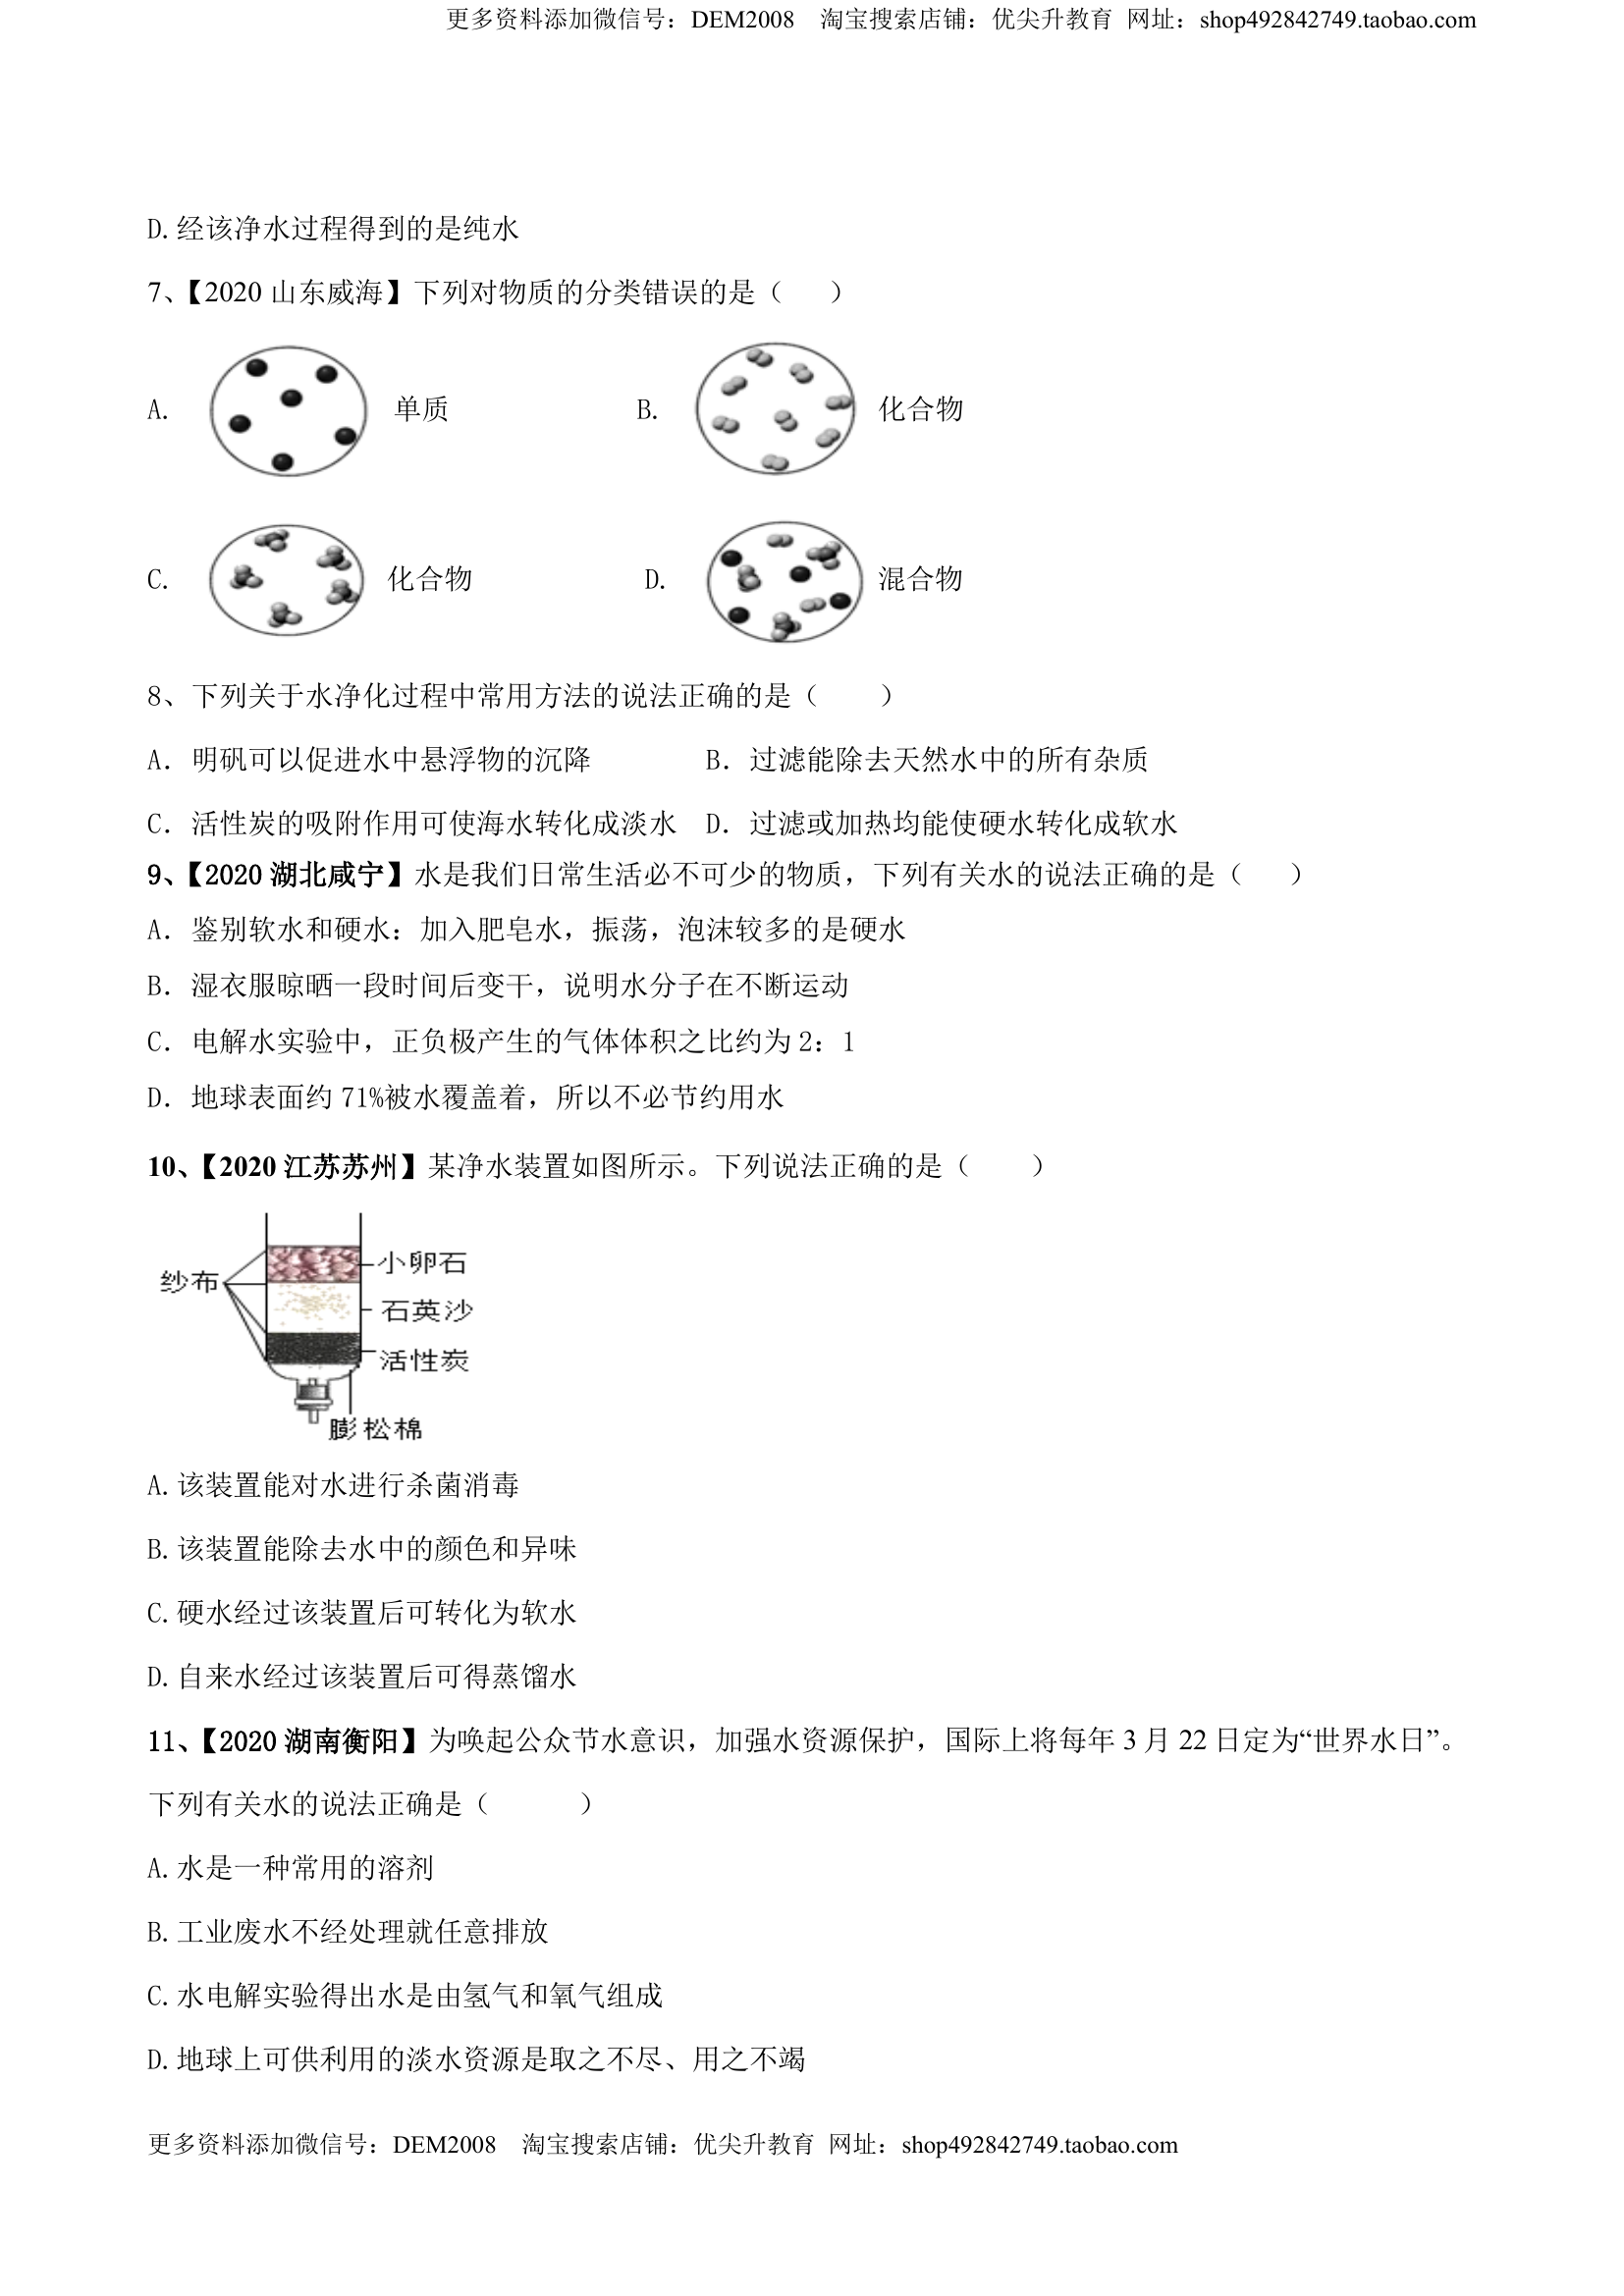 更多资料添加微信号：DEM2008 淘宝搜索店铺：优尖升教育 网址：shop492842749.taobao.com
D.经该净水过程得到的是纯水
7、【2020 山东威海】下列对物质的分类错误的是（ ）
A. 单质 B. 化合物
C. 化合物 D. 混合物
8、下列关于水净化过程中常用方法的说法正确的是（ ）
A．明矾可以促进水中悬浮物的沉降 B．过滤能除去天然水中的所有杂质
C．活性炭的吸附作用可使海水转化成淡水 D．过滤或加热均能使硬水转化成软水
9、【2020 湖北咸宁】水是我们日常生活必不可少的物质，下列有关水的说法正确的是（ ）
A．鉴别软水和硬水：加入肥皂水，振荡，泡沫较多的是硬水
B．湿衣服晾晒一段时间后变干，说明水分子在不断运动
C．电解水实验中，正负极产生的气体体积之比约为 2：1
D．地球表面约 71%被水覆盖着，所以不必节约用水
10、【2020 江苏苏州】某净水装置如图所示。下列说法正确的是（ ）
小卵石
纱布
石英沙
活性炭
膨松棉
A.该装置能对水进行杀菌消毒
B.该装置能除去水中的颜色和异味
C.硬水经过该装置后可转化为软水
D.自来水经过该装置后可得蒸馏水
11、【2020 湖南衡阳】为唤起公众节水意识，加强水资源保护，国际上将每年 3 月 22 日定为“世界水日”。
下列有关水的说法正确是（ ）
A.水是一种常用的溶剂
B.工业废水不经处理就任意排放
C.水电解实验得出水是由氢气和氧气组成
D.地球上可供利用的淡水资源是取之不尽、用之不竭
更多资料添加微信号：DEM2008 淘宝搜索店铺：优尖升教育 网址：shop492842749.taobao.com